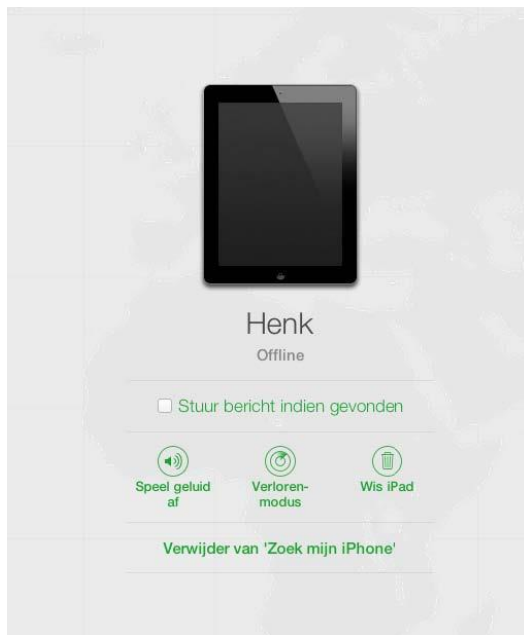 Henk
Offline
Stuur bericht indien gevonden
Speel geluid
af
Verloren-
modus
Wis iPad
Verwijder van 'Zoek mijn iPhone'